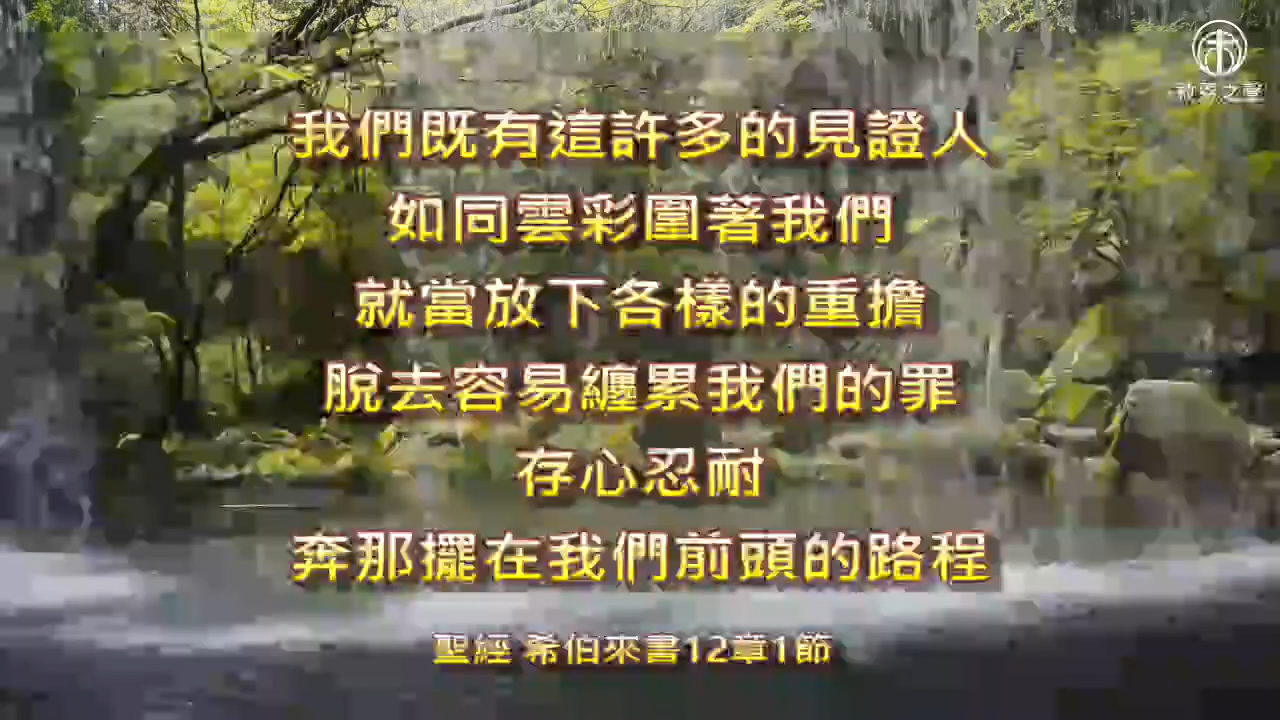 我們既有這許多的見證人
如同雲彩圍著我們
就當放下各樣的重擔
脫去容易纏累我們的罪
存心忍耐
奔那擺在我們前頭的路程
聖經 希伯來書12章1節